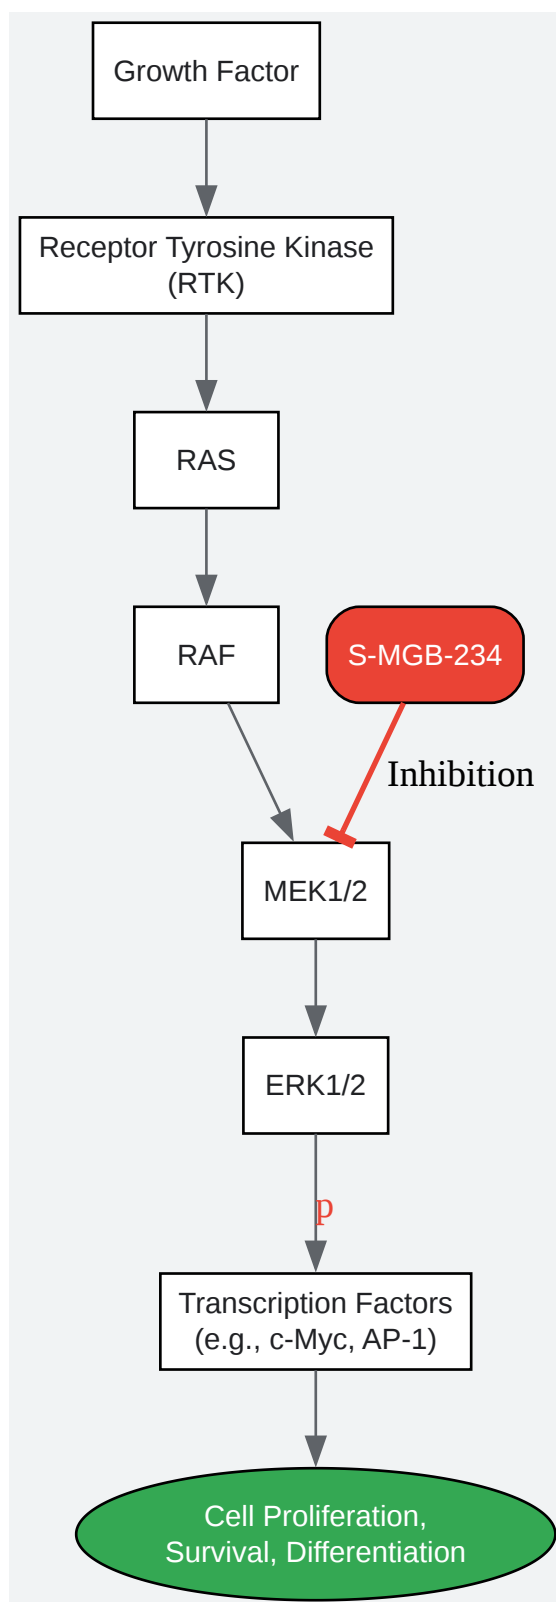 Growth Factor
Receptor Tyrosine Kinase
(RTK)
RAS
RAF
S-MGB-234
Inhibition
MEK1/2
ERK1/2
p
Transcription Factors
(e.g., c-Myc, AP-1)
Cell Proliferation,
Survival, Differentiation